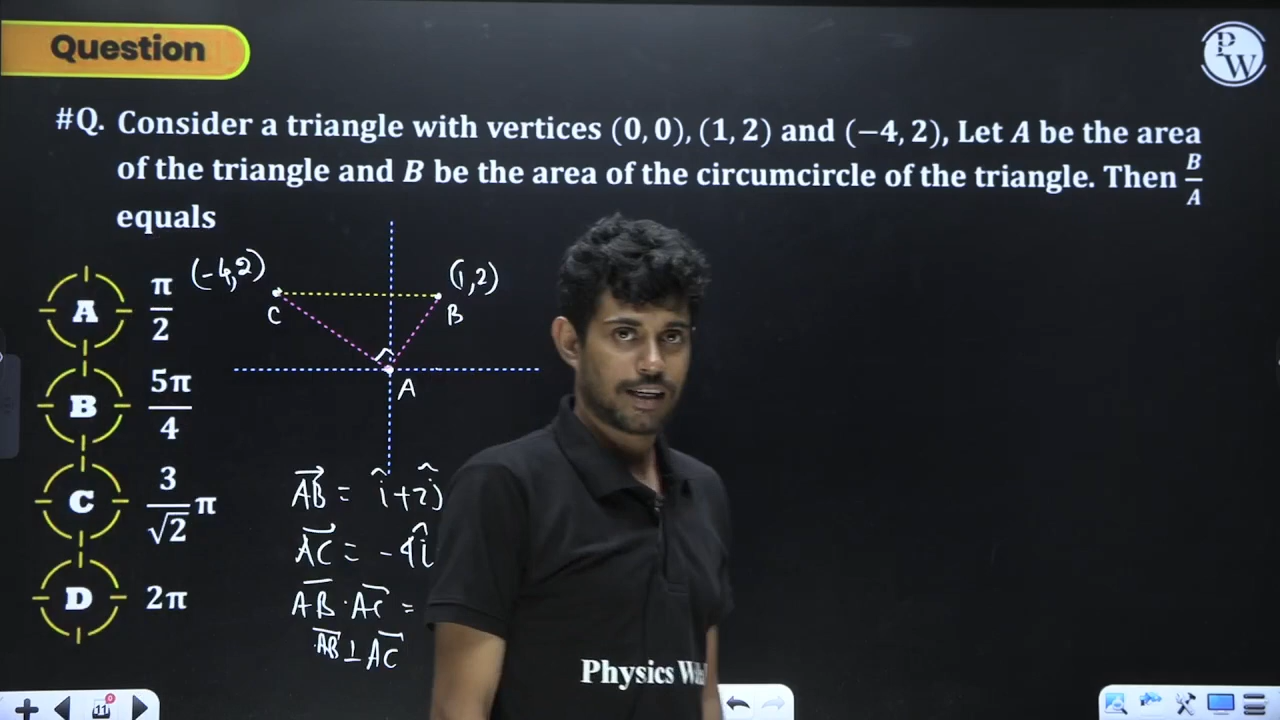 Question
PW
#Q. Consider a triangle with vertices (0, 0), (1, 2) and (−4, 2), Let A be the area
of the triangle and B be the area of the circumcircle of the triangle. Then B/A
equals
A π/2
B 5π/4
C 3/√2 π
D 2π
(-4,2)
(1,2)
C
B
A
AB⃗ = î+2ĵ
AC⃗ = -4î
AB⃗ · AC⃗ =
AB⃗ ⊥ AC⃗
Physics
11